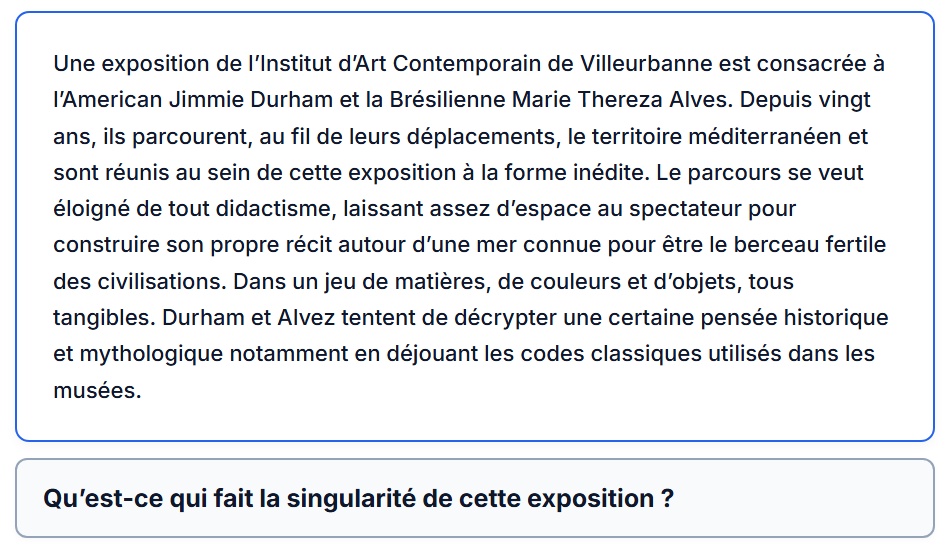 Une exposition de l’Institut d’Art Contemporain de Villeurbanne est consacrée à
l’American Jimmie Durham et la Brésilienne Marie Thereza Alves. Depuis vingt
ans, ils parcourent, au fil de leurs déplacements, le territoire méditerranéen et
sont réunis au sein de cette exposition à la forme inédite. Le parcours se veut
éloigné de tout didactisme, laissant assez d’espace au spectateur pour
construire son propre récit autour d’une mer connue pour être le berceau fertile
des civilisations. Dans un jeu de matières, de couleurs et d’objets, tous
tangibles. Durham et Alvez tentent de décrypter une certaine pensée historique
et mythologique notamment en déjouant les codes classiques utilisés dans les
musées.
Qu’est-ce qui fait la singularité de cette exposition ?